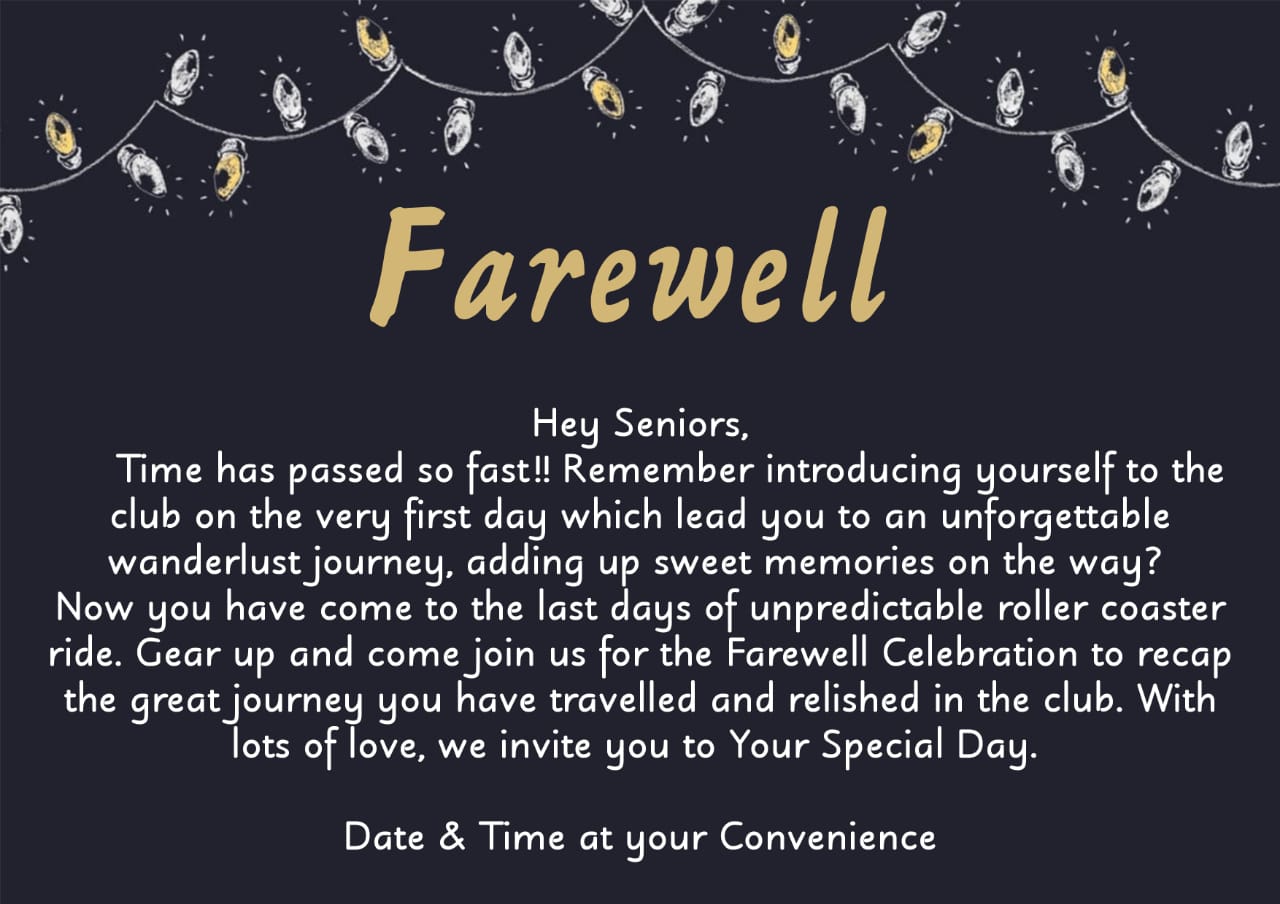 Farewell
Hey Seniors,
Time has passed so fast!! Remember introducing yourself to the
club on the very first day which lead you to an unforgettable
wanderlust journey, adding up sweet memories on the way?
Now you have come to the last days of unpredictable roller coaster
ride. Gear up and come join us for the Farewell Celebration to recap
the great journey you have travelled and relished in the club. With
lots of love, we invite you to Your Special Day.
Date & Time at your Convenience